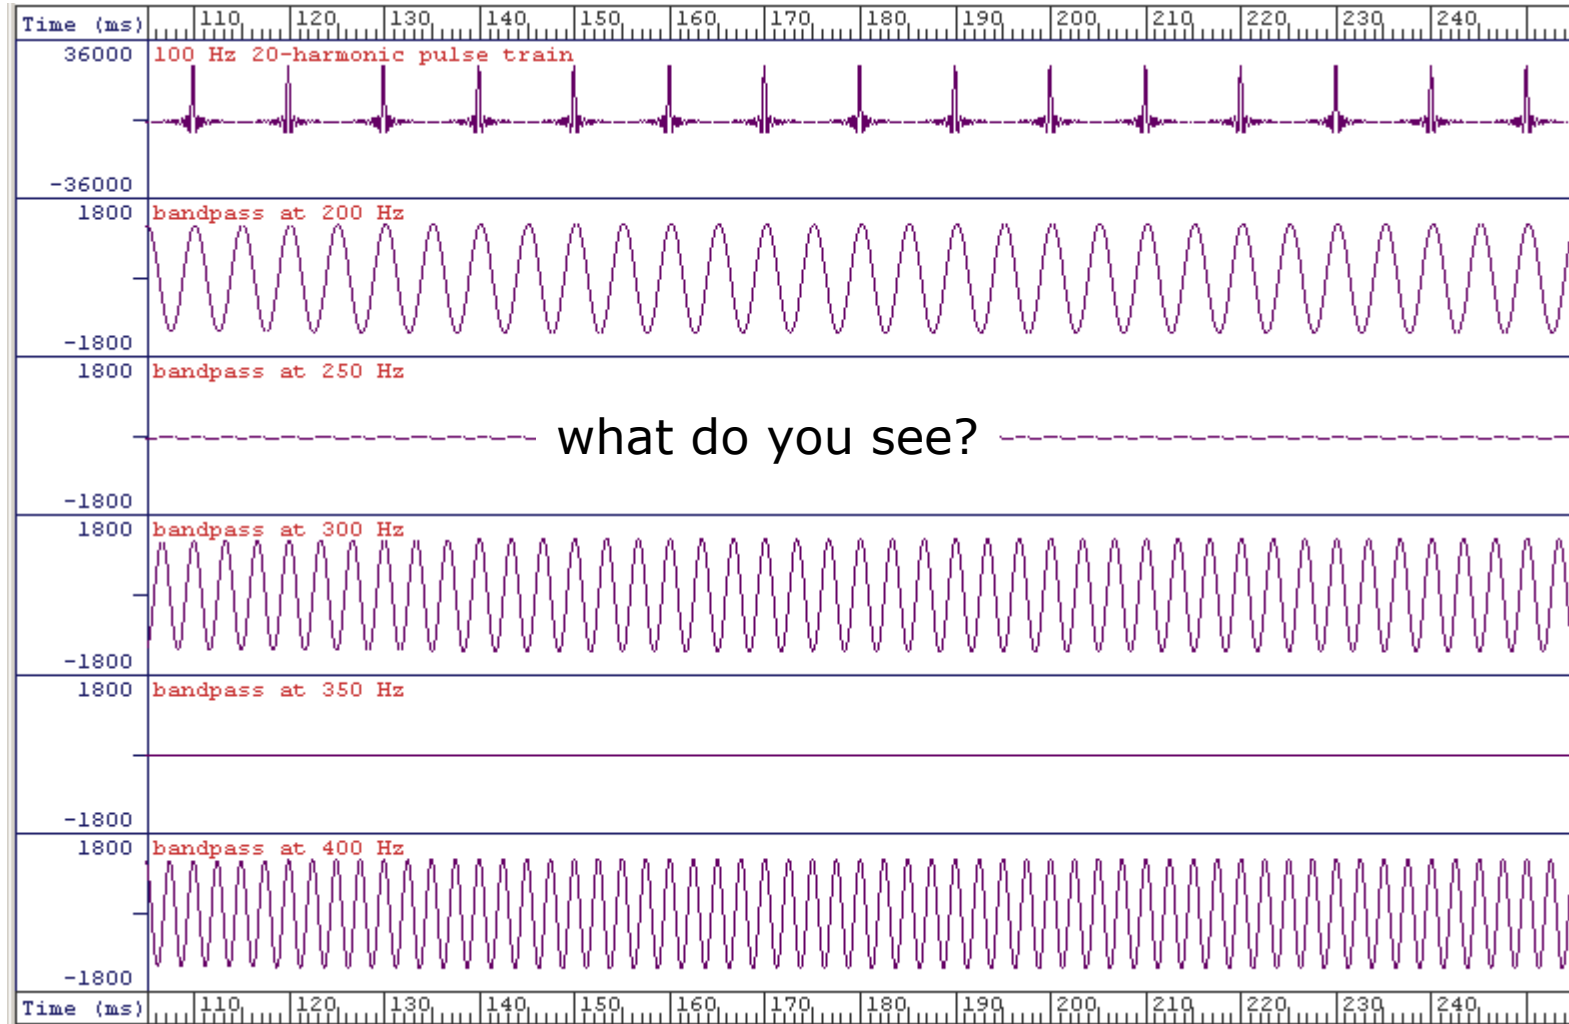 Time (ms) 110 120 130 140 150 160 170 180 190 200 210 220 230 240
36000 100 Hz 20-harmonic pulse train
-36000
1800 bandpass at 200 Hz
-1800
1800 bandpass at 250 Hz
what do you see?
-1800
1800 bandpass at 300 Hz
-1800
1800 bandpass at 350 Hz
-1800
1800 bandpass at 400 Hz
-1800
Time (ms) 110 120 130 140 150 160 170 180 190 200 210 220 230 240